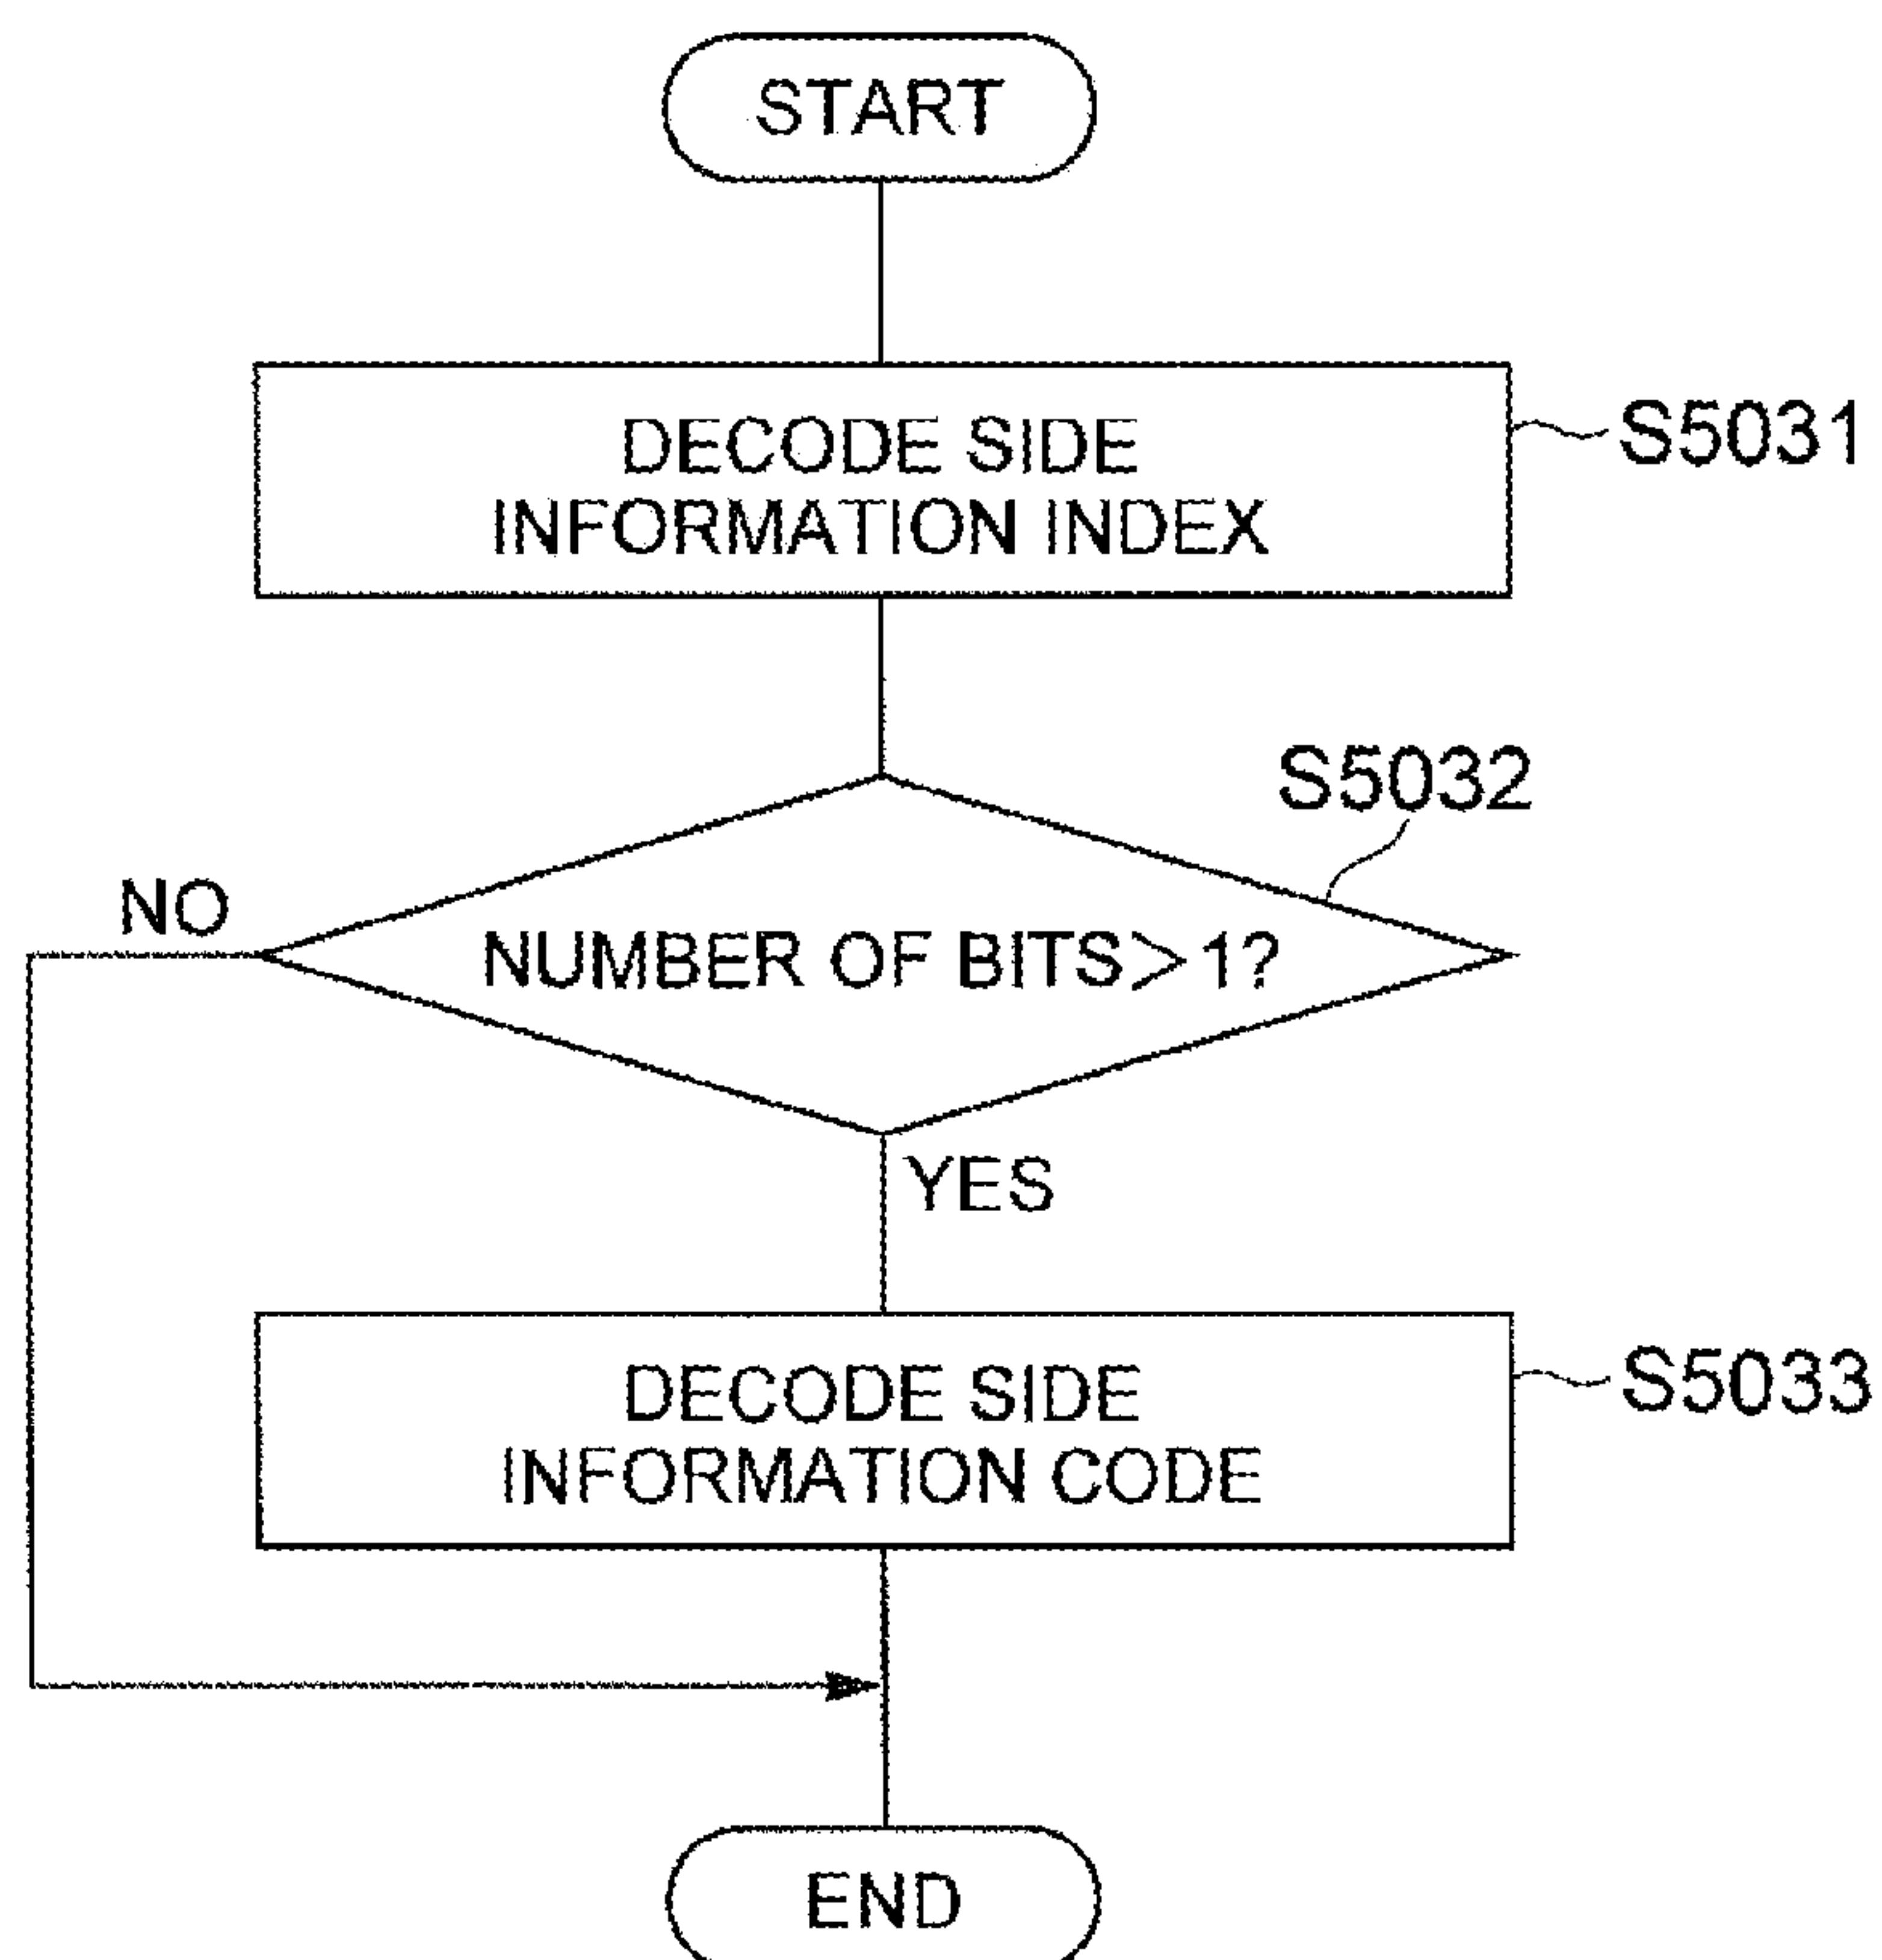 START
DECODE SIDE
INFORMATION INDEX
S5031
S5032
NO
NUMBER OF BITS>1?
YES
DECODE SIDE
INFORMATION CODE
S5033
END